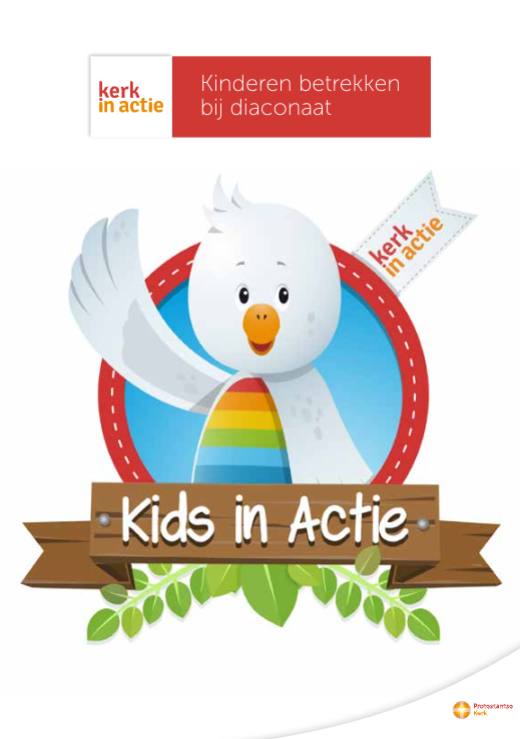 kerk
in actie
Kinderen betrekken
bij diaconaat
kerk
in actie
Kids in Actie
Protestantse
Kerk